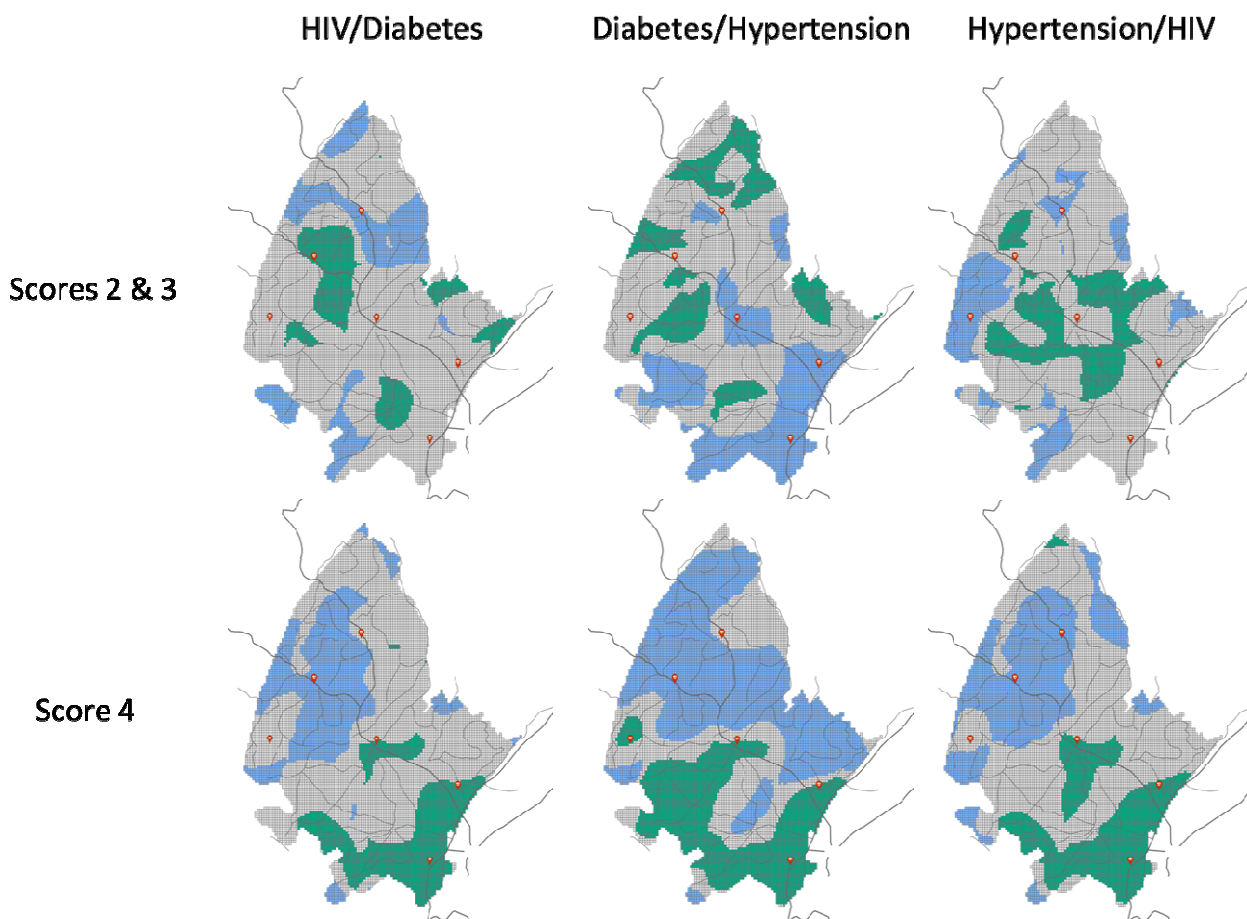 HIV/Diabetes
Diabetes/Hypertension
Hypertension/HIV
Scores 2 & 3
Score 4